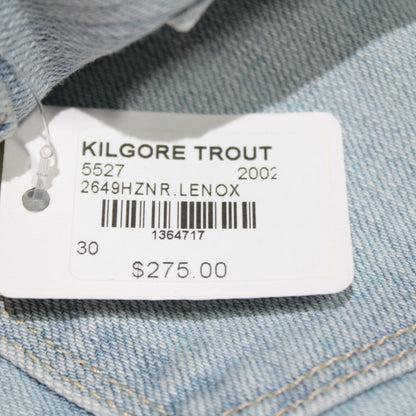 KILGORE TROUT
5527 2002
2649HZNR.LENOX
1364717
30
$275.00